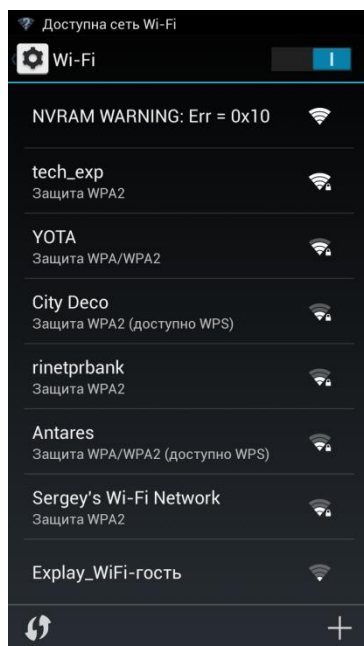 Доступна сеть Wi-Fi
Wi-Fi
NVRAM WARNING: Err = 0x10
tech_exp
Защита WPA2
YOTA
Защита WPA/WPA2
City Deco
Защита WPA2 (доступно WPS)
rinetprbank
Защита WPA2
Antares
Защита WPA/WPA2 (доступно WPS)
Sergey's Wi-Fi Network
Защита WPA2
Explay_WiFi-гость